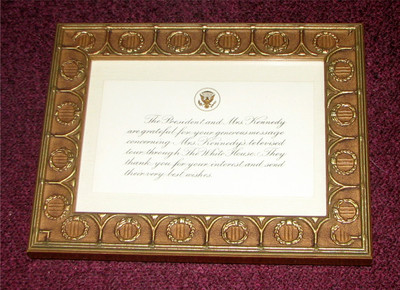 The President and Mrs. Kennedy
are grateful for your generous message
concerning Mrs. Kennedy's televised
tour through The White House. They
thank you for your interest and send
their very best wishes.